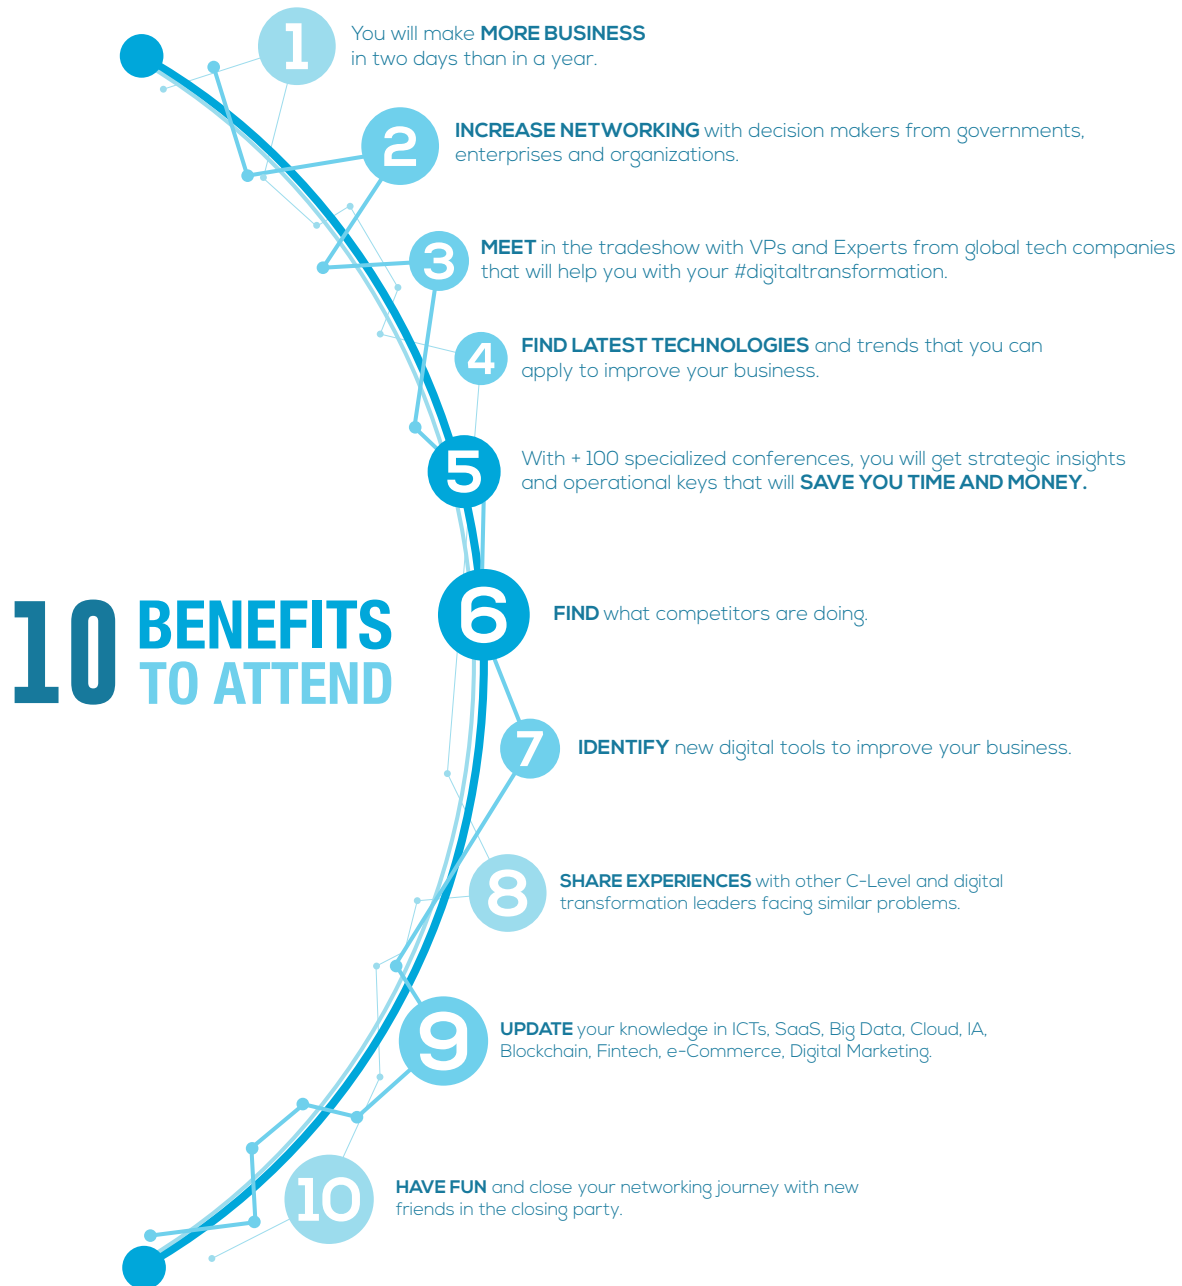 1
You will make MORE BUSINESS
in two days than in a year.
2
INCREASE NETWORKING with decision makers from governments,
enterprises and organizations.
3
MEET in the tradeshow with VPs and Experts from global tech companies
that will help you with your #digitaltransformation.
4
FIND LATEST TECHNOLOGIES and trends that you can
apply to improve your business.
5
With + 100 specialized conferences, you will get strategic insights
and operational keys that will SAVE YOU TIME AND MONEY.
10 BENEFITS
TO ATTEND
6
FIND what competitors are doing.
7
IDENTIFY new digital tools to improve your business.
8
SHARE EXPERIENCES with other C-Level and digital
transformation leaders facing similar problems.
9
UPDATE your knowledge in ICTs, SaaS, Big Data, Cloud, IA,
Blockchain, Fintech, e-Commerce, Digital Marketing.
10
HAVE FUN and close your networking journey with new
friends in the closing party.